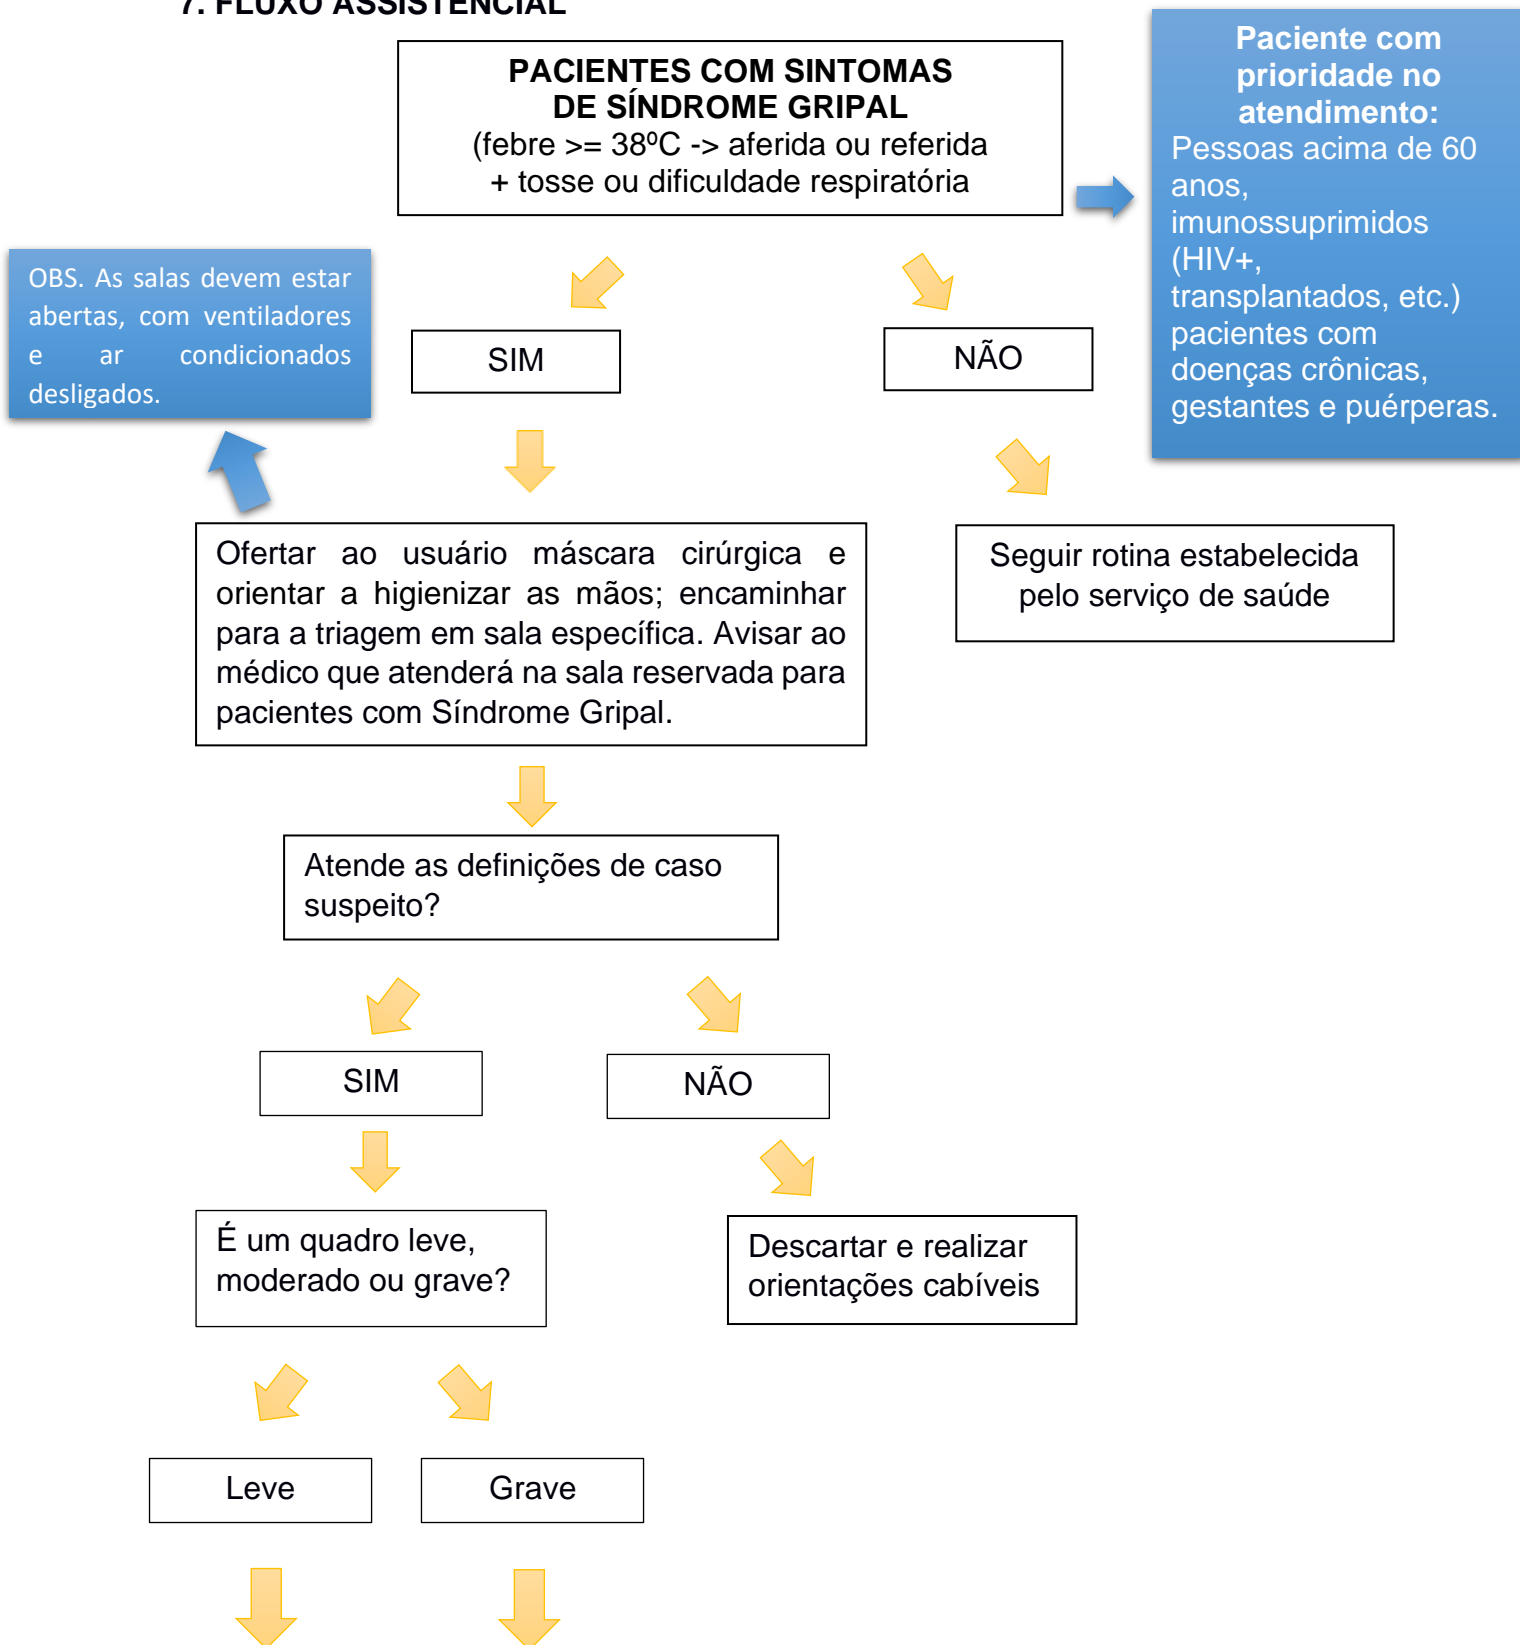 7. FLUXO ASSISTENCIAL
PACIENTES COM SINTOMAS
DE SÍNDROME GRIPAL
(febre >= 38ºC -> aferida ou referida
+ tosse ou dificuldade respiratória
Paciente com
prioridade no
atendimento:
Pessoas acima de 60
anos,
imunossuprimidos
(HIV+,
transplantados, etc.)
pacientes com
doenças crônicas,
gestantes e puérperas.
OBS. As salas devem estar
abertas, com ventiladores
e ar condicionados
desligados.
SIM
NÃO
Ofertar ao usuário máscara cirúrgica e
orientar a higienizar as mãos; encaminhar
para a triagem em sala específica. Avisar ao
médico que atenderá na sala reservada para
pacientes com Síndrome Gripal.
Seguir rotina estabelecida
pelo serviço de saúde
Atende as definições de caso
suspeito?
SIM
NÃO
É um quadro leve,
moderado ou grave?
Descartar e realizar
orientações cabíveis
Leve
Grave